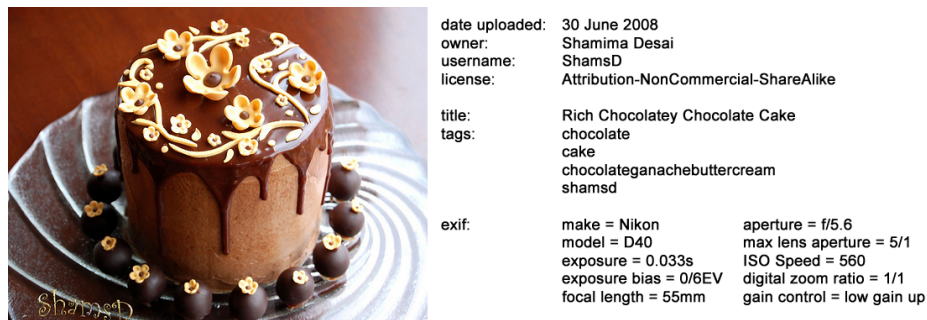 date uploaded: 30 June 2008
owner: Shamima Desai
username: ShamsD
license: Attribution-NonCommercial-ShareAlike
title: Rich Chocolatey Chocolate Cake
tags: chocolate
cake
chocolateganachebuttercream
shamsd
exif: make = Nikon aperture = f/5.6
model = D40 max lens aperture = 5/1
exposure = 0.033s ISO Speed = 560
exposure bias = 0/6EV digital zoom ratio = 1/1
focal length = 55mm gain control = low gain up
ShamsD